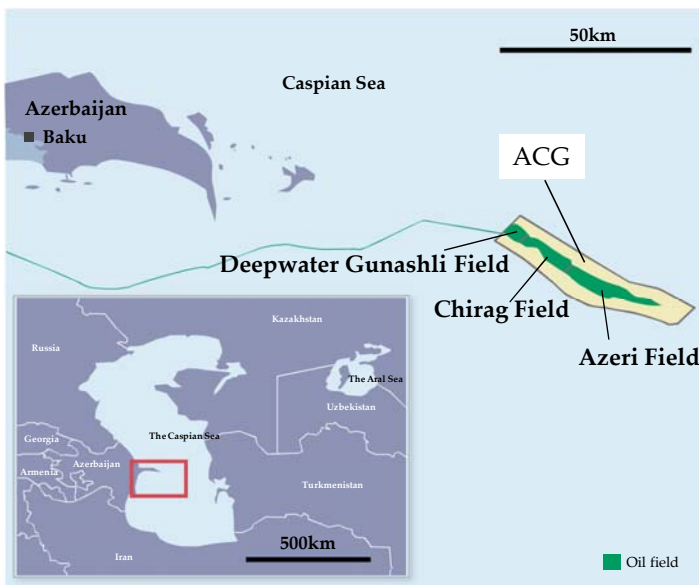 50km
Caspian Sea
Azerbaijan
Baku
ACG
Deepwater Gunashli Field
Chirag Field
Azeri Field
Kazakhstan
Russia
The Aral Sea
Uzbekistan
The Caspian Sea
Georgia
Azerbaijan
Armenia
Turkmenistan
Iran
500km
Oil field